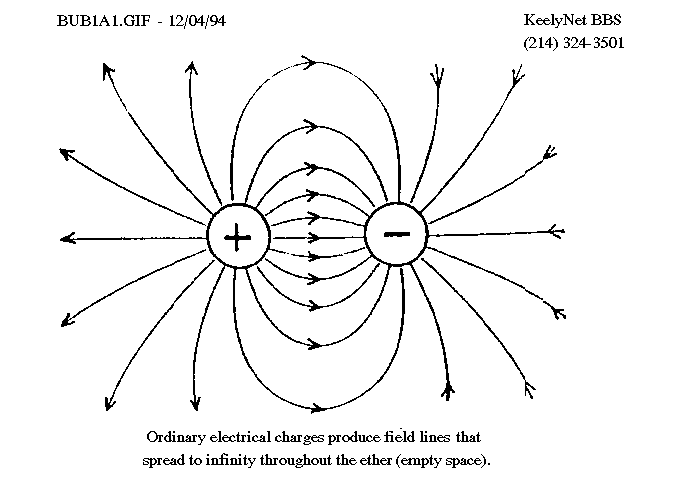 BUB1A1.GIF - 12/04/94
KeelyNet BBS
(214) 324-3501
+
−
Ordinary electrical charges produce field lines that
spread to infinity throughout the ether (empty space).